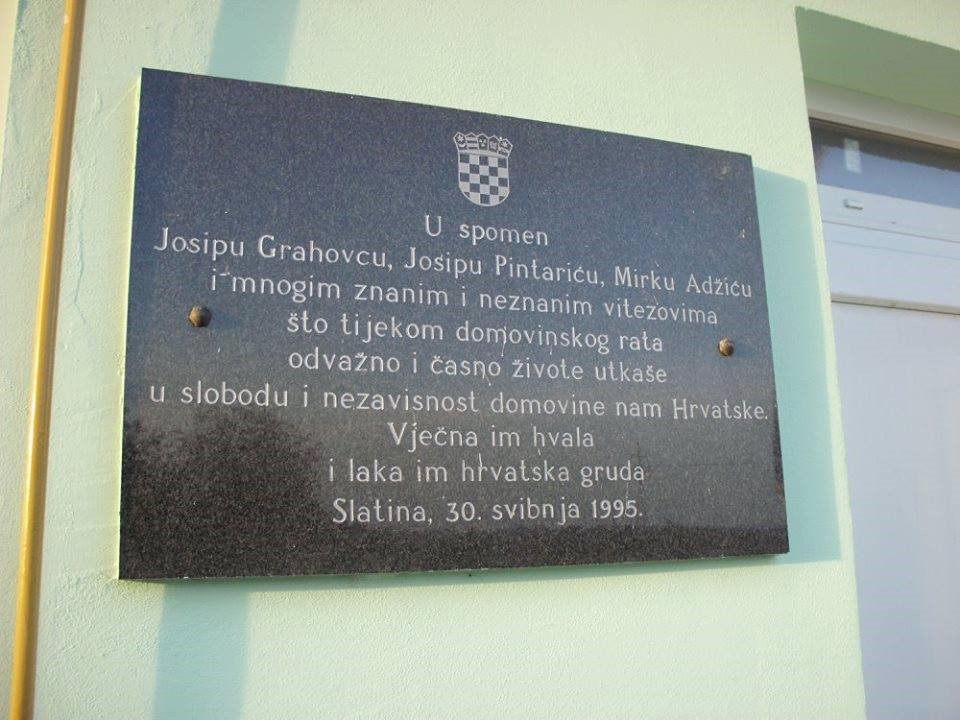 U spomen
Josipu Grahovcu, Josipu Pintariću, Mirku Adžiću
i mnogim znanim i neznanim vitezovima
što tijekom domovinskog rata
odvažno i časno živote utkaše
u slobodu i nezavisnost domovine nam Hrvatske.
Vječna im hvala
i laka im hrvatska gruda
Slatina, 30. svibnja 1995.